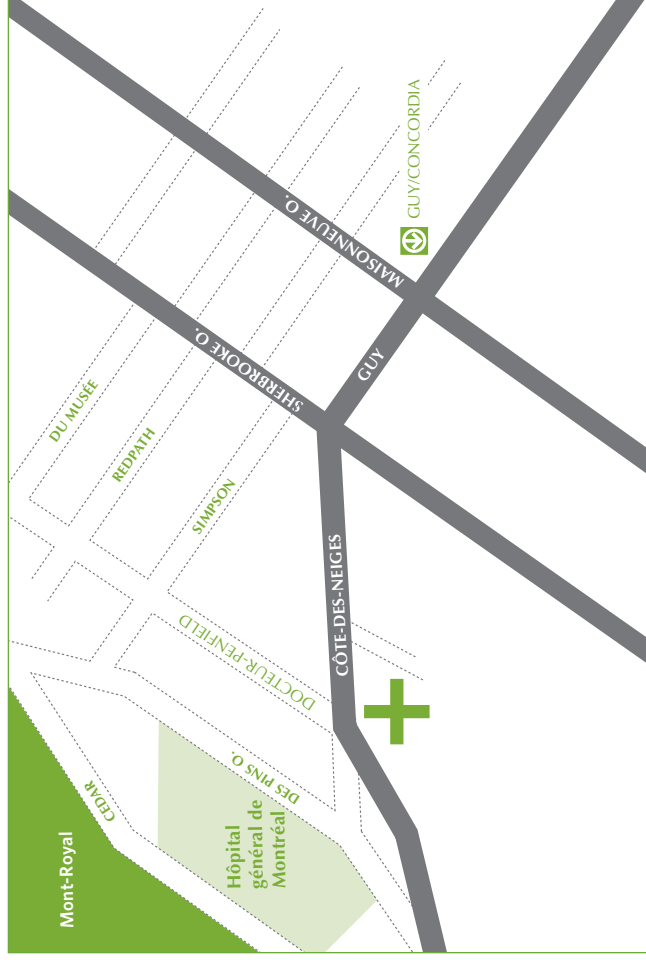 DU MUSÉE
REDPATH
SIMPSON
SHERBROOKE O.
MAISONNEUVE O.
GUY/CONCORDIA
GUY
CÔTE-DES-NEIGES
DOCTEUR-PENFIELD
DES PINS O.
CEDAR
Mont-Royal
Hôpital
général de
Montréal